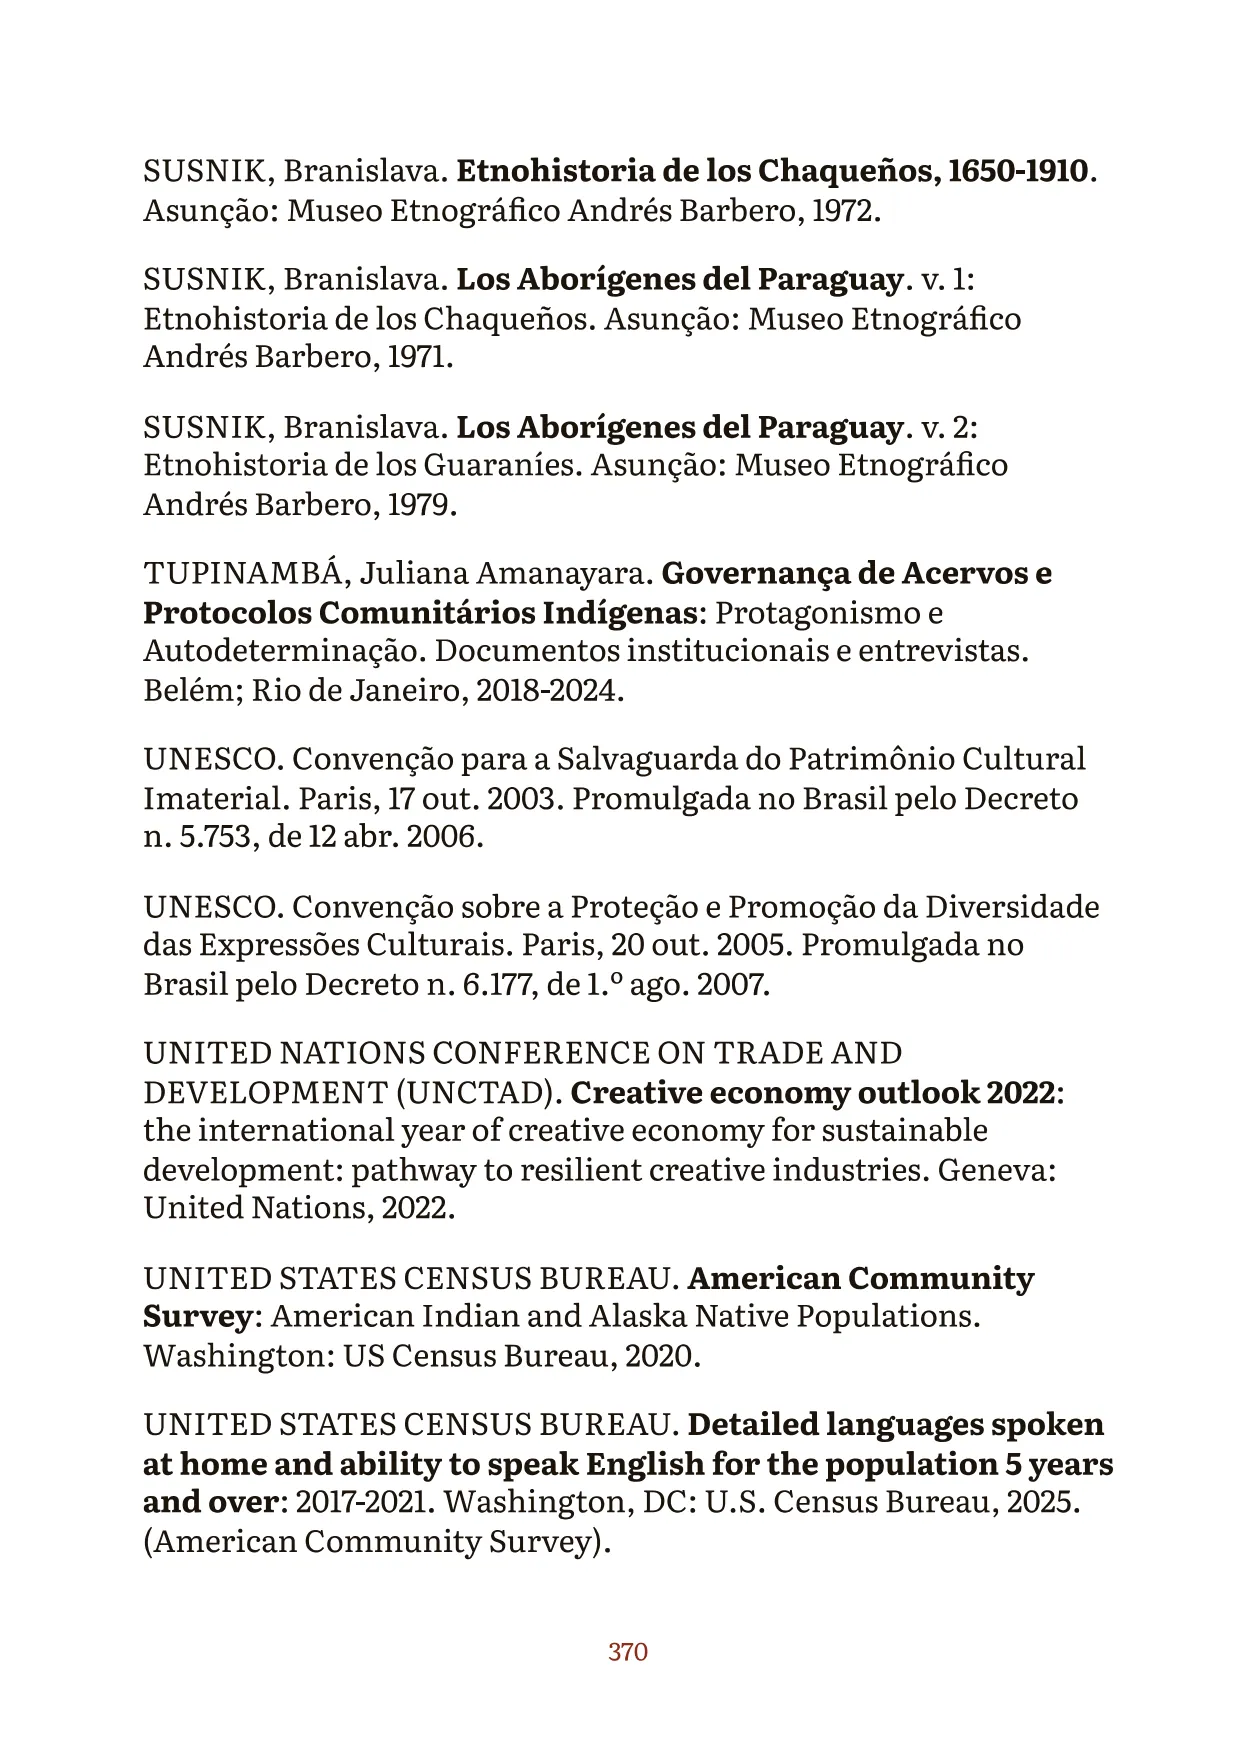 SUSNIK, Branislava. Etnohistoria de los Chaqueños, 1650-1910.
Asunção: Museo Etnográfico Andrés Barbero, 1972.
SUSNIK, Branislava. Los Aborígenes del Paraguay. v. 1:
Etnohistoria de los Chaqueños. Asunção: Museo Etnográfico
Andrés Barbero, 1971.
SUSNIK, Branislava. Los Aborígenes del Paraguay. v. 2:
Etnohistoria de los Guaraníes. Asunção: Museo Etnográfico
Andrés Barbero, 1979.
TUPINAMBÁ, Juliana Amanayara. Governança de Acervos e
Protocolos Comunitários Indígenas: Protagonismo e
Autodeterminação. Documentos institucionais e entrevistas.
Belém; Rio de Janeiro, 2018-2024.
UNESCO. Convenção para a Salvaguarda do Patrimônio Cultural
Imaterial. Paris, 17 out. 2003. Promulgada no Brasil pelo Decreto
n. 5.753, de 12 abr. 2006.
UNESCO. Convenção sobre a Proteção e Promoção da Diversidade
das Expressões Culturais. Paris, 20 out. 2005. Promulgada no
Brasil pelo Decreto n. 6.177, de 1.º ago. 2007.
UNITED NATIONS CONFERENCE ON TRADE AND
DEVELOPMENT (UNCTAD). Creative economy outlook 2022:
the international year of creative economy for sustainable
development: pathway to resilient creative industries. Geneva:
United Nations, 2022.
UNITED STATES CENSUS BUREAU. American Community
Survey: American Indian and Alaska Native Populations.
Washington: US Census Bureau, 2020.
UNITED STATES CENSUS BUREAU. Detailed languages spoken
at home and ability to speak English for the population 5 years
and over: 2017-2021. Washington, DC: U.S. Census Bureau, 2025.
(American Community Survey).
370